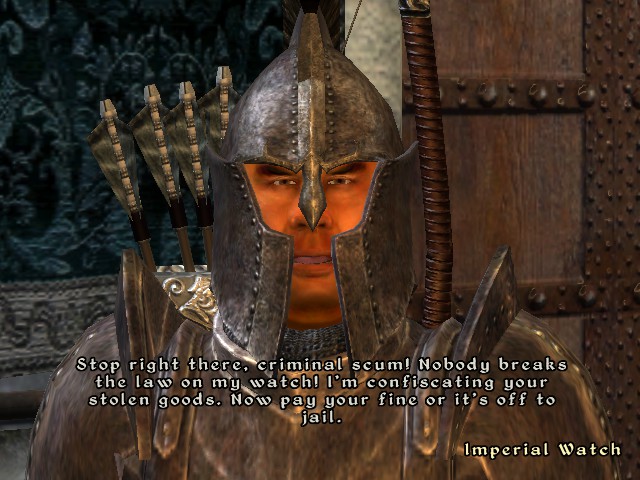 Stop right there, criminal scum! Nobody breaks
the law on my watch! I'm confiscating your
stolen goods. Now pay your fine or it's off to
jail.
Imperial Watch